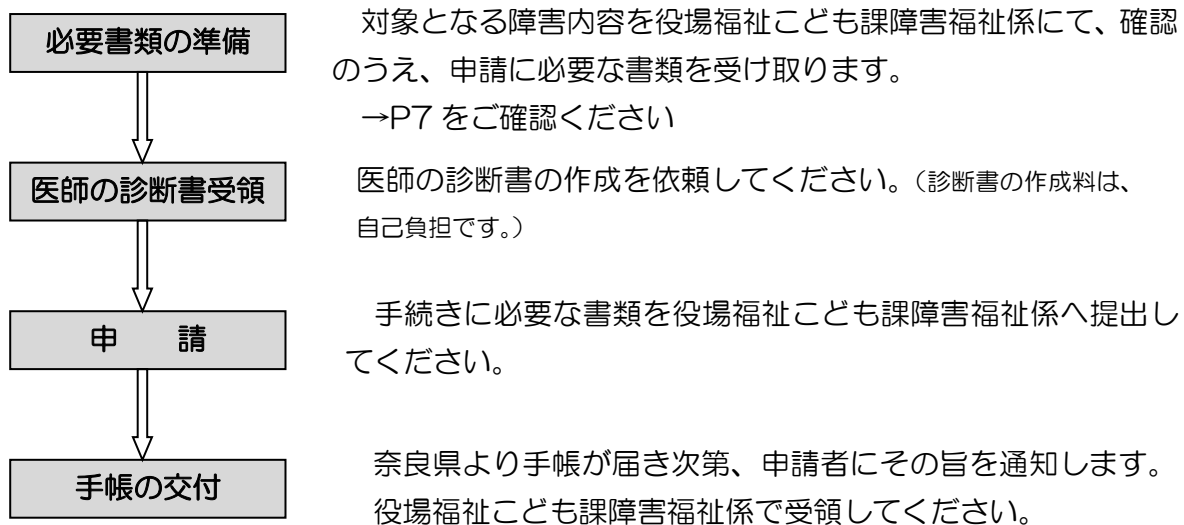 必要書類の準備
対象となる障害内容を役場福祉こども課障害福祉係にて、確認
のうえ、申請に必要な書類を受け取ります。
→P7 をご確認ください
医師の診断書受領
医師の診断書の作成を依頼してください。（診断書の作成料は、
自己負担です。）
申　請
手続きに必要な書類を役場福祉こども課障害福祉係へ提出し
てください。
手帳の交付
奈良県より手帳が届き次第、申請者にその旨を通知します。
役場福祉こども課障害福祉係で受領してください。